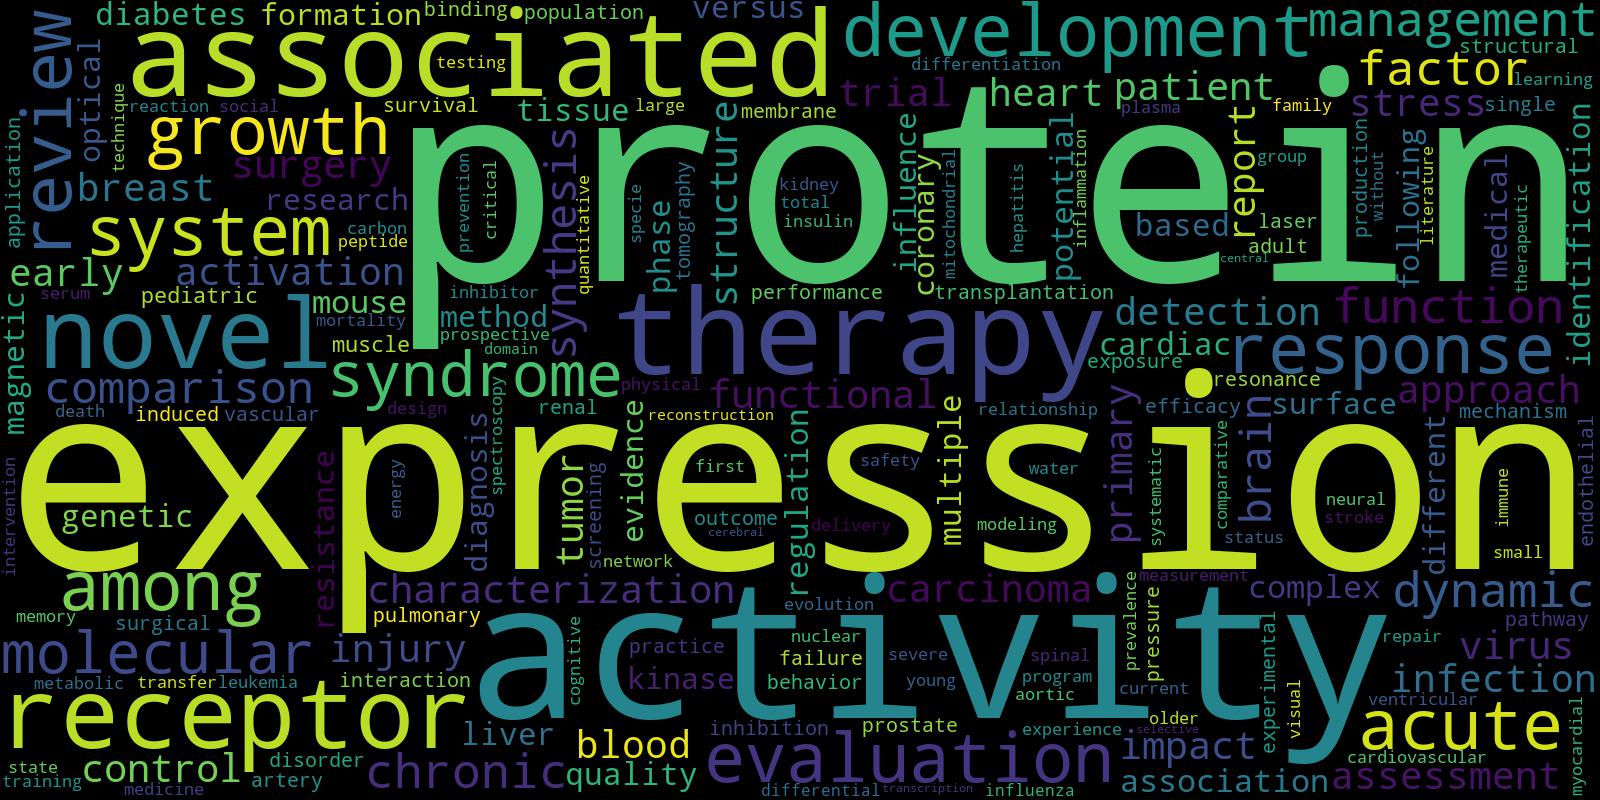 diabetes
formation
binding
population
versus
development
management
structural
review
optical
associated
testing
differentiation
factor
learning
technique
reaction
social
survival
tissue
large
membrane
trial
heart
patient
plasma
family
stress
single
application
growth
surgery
breast
research
system
carbon
peptide
protein
prevention
critical
synthesis
quantitative
specie
phase
tomography
structure
kidney
total
insulin
influence
coronary
mitochondrial
hepatitis
potential
inflammation
report
group
based
laser
adult
central
production
without
following
literature
medical
therapeutic
identification
early
activation
serum
pediatric
mouse
inhibitor
method
performance
transplantation
detection
function
magnetic
novel
mortality
muscle
prospective
domain
therapy
cardiac
exposure
response
comparison
syndrome
physical
functional
resonance
approach
death
induced
vascular
design
spectroscopy
renal
reconstruction
relationship
efficacy
surface
mechanism
expression
intervention
genetic
resistance
energy
diagnosis
tumor
screening
evidence
first
outcome
cerebral
regulation
delivery
safety
multiple
modeling
water
primary
systematic
comparative
brain
status
neural
stroke
different
immune
small
endothelial
network
among
characterization
carcinoma
measurement
complex
dynamic
memory
surgical
pulmonary
evolution
prevalence
pressure
pathway
molecular
injury
activity
cognitive
practice
nuclear
failure
severe
spinal
repair
virus
metabolic
transfer
leukemia
interaction
kinase
behavior
young
program
aortic
current
experimental
visual
infection
ventricular
receptor
liver
inhibition
prostate
experience
older
selective
acute
state
control
disorder
blood
evaluation
impact
cardiovascular
myocardial
training
artery
medicine
chronic
quality
differential
transcription
influenza
association
assessment